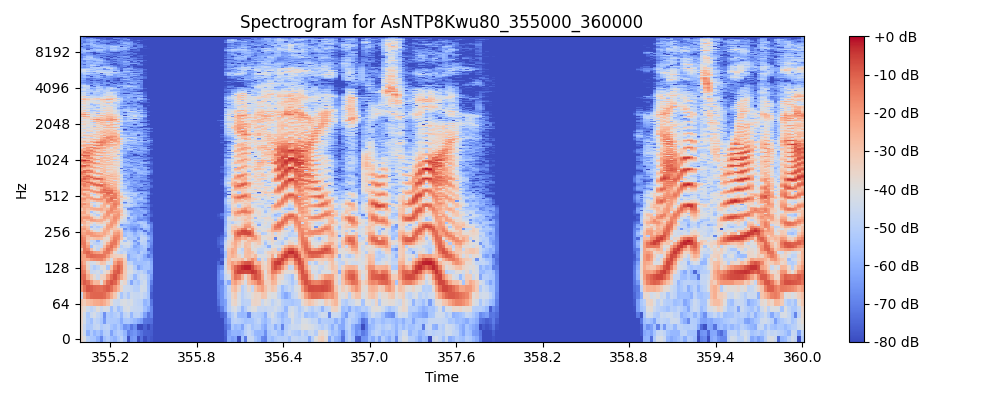 Spectrogram for AsNTP8Kwu80_355000_360000
8192
4096
2048
1024
512
256
128
64
0
Hz
355.2
355.8
356.4
357.0
357.6
358.2
358.8
359.4
360.0
Time
+0 dB
-10 dB
-20 dB
-30 dB
-40 dB
-50 dB
-60 dB
-70 dB
-80 dB